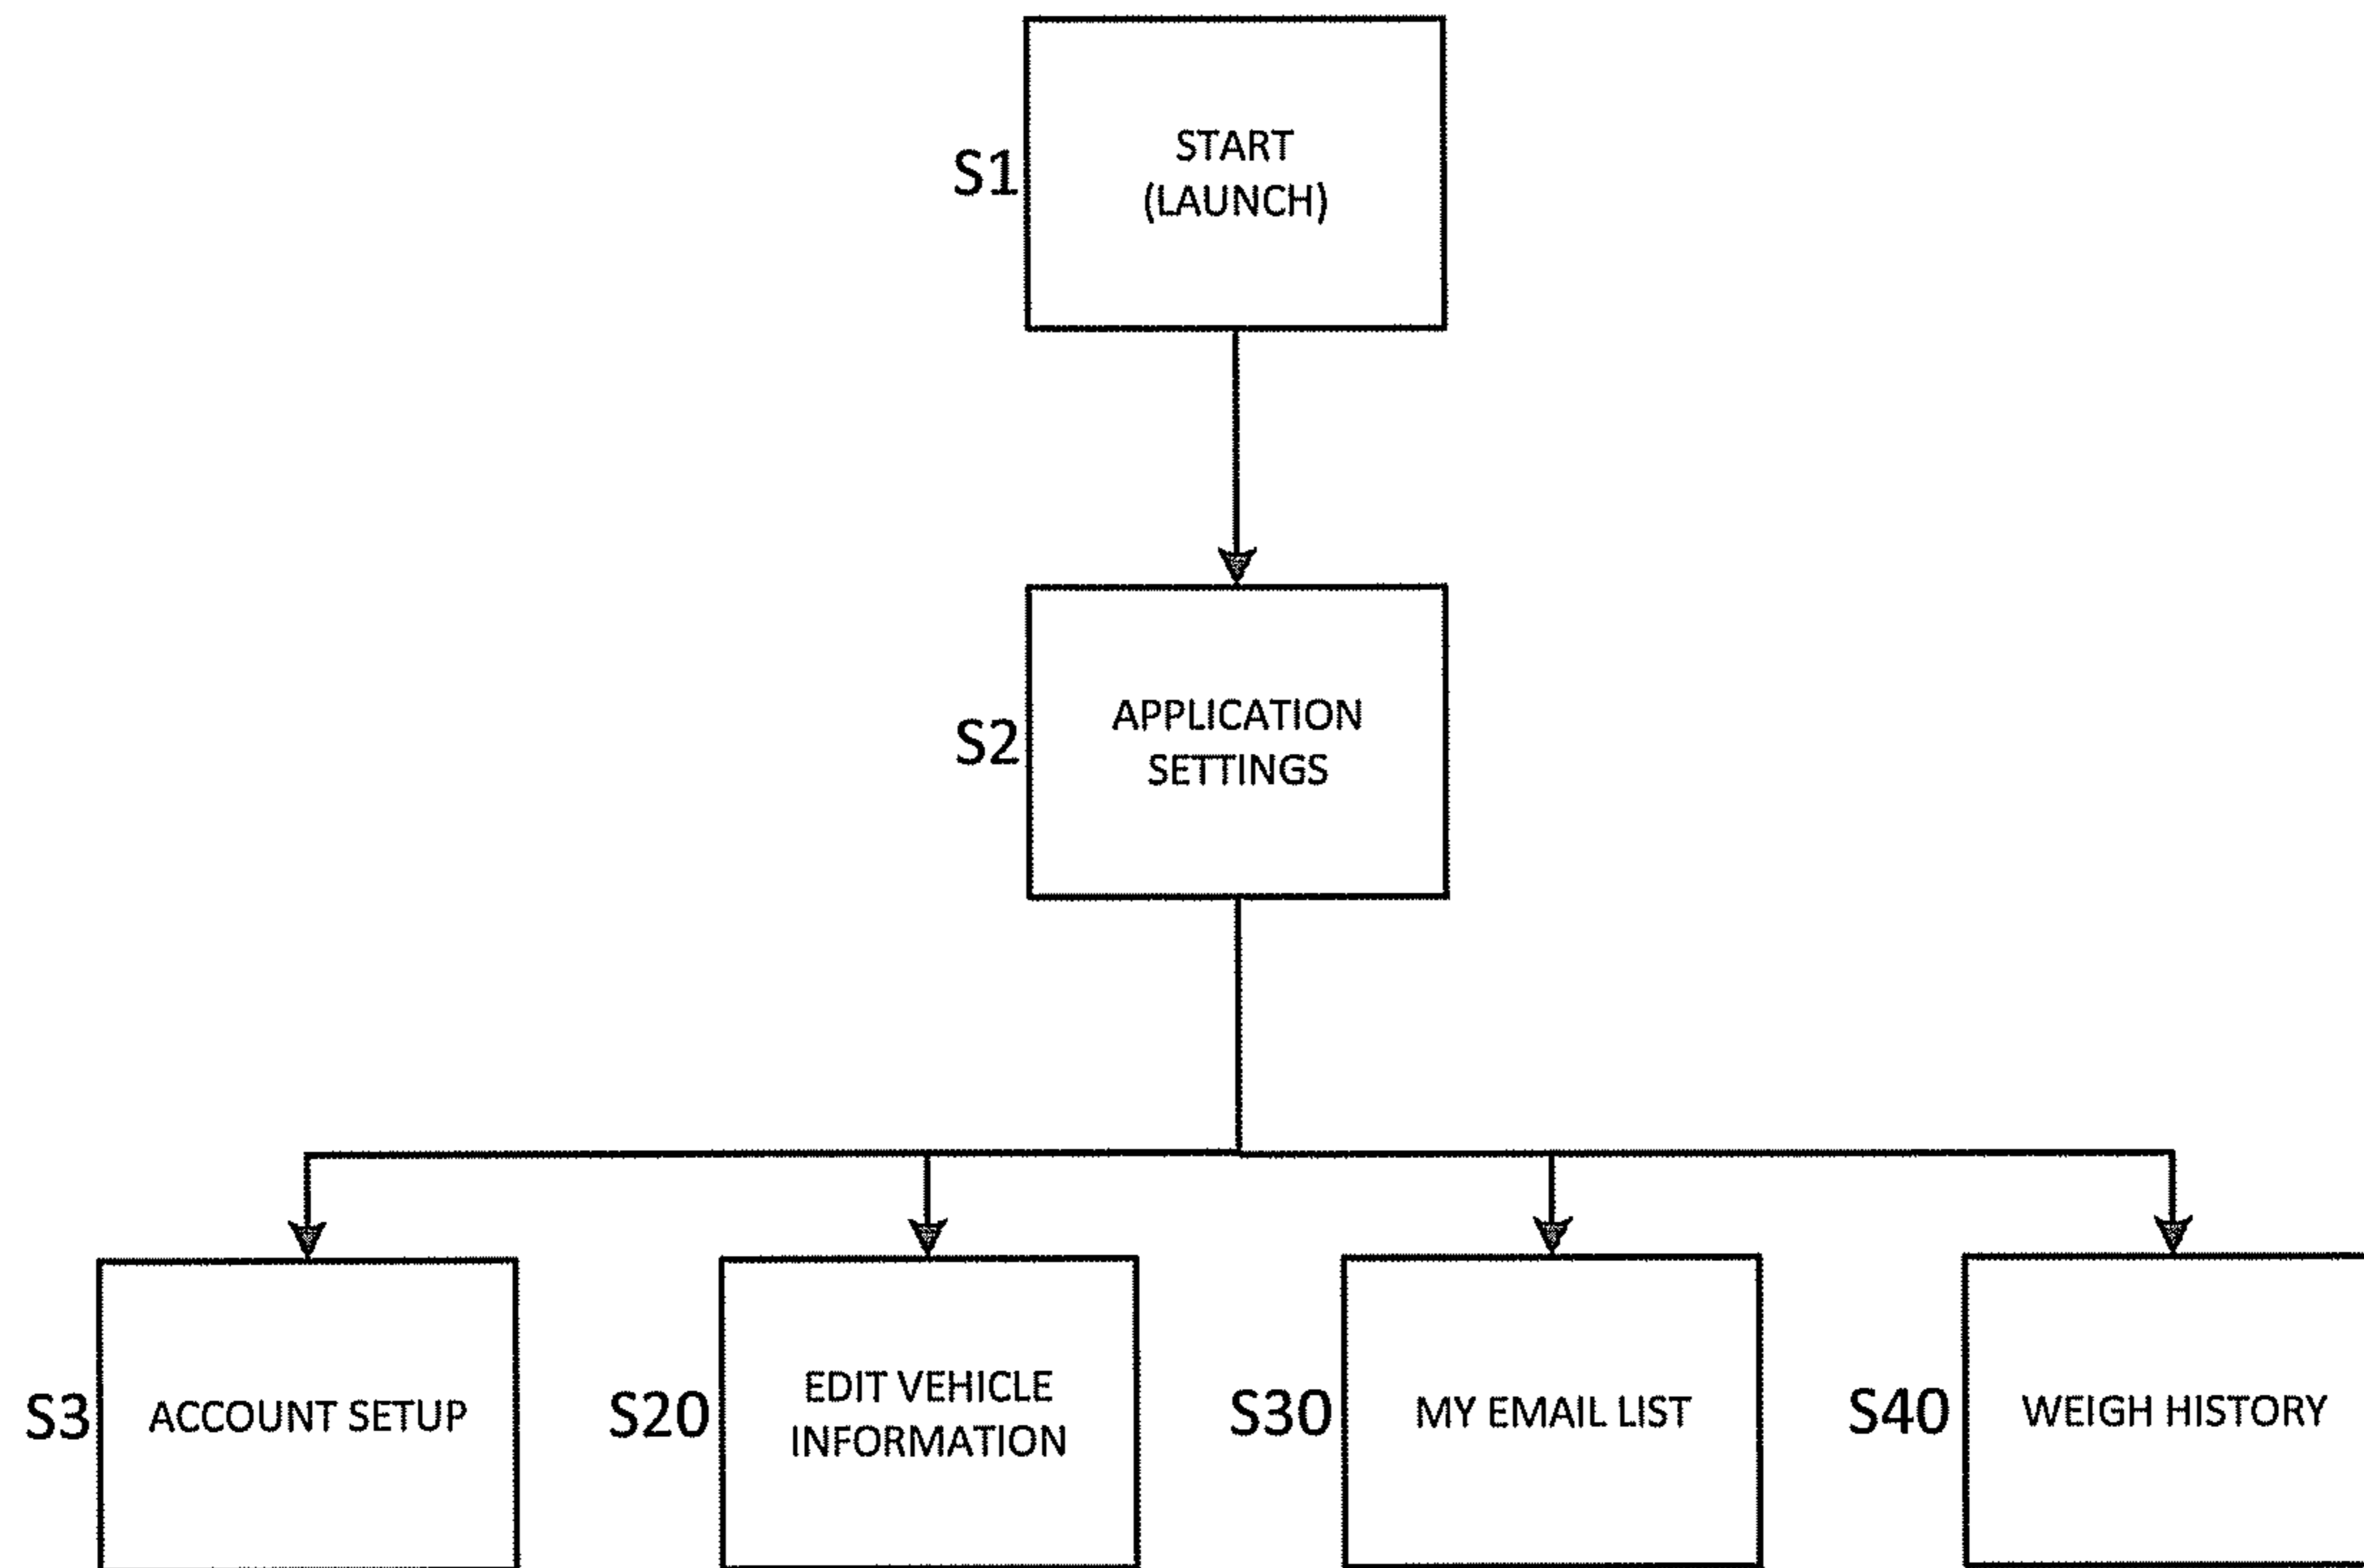 S1
START
(LAUNCH)
S2
APPLICATION
SETTINGS
S3
ACCOUNT SETUP
S20
EDIT VEHICLE
INFORMATION
S30
MY EMAIL LIST
S40
WEIGH HISTORY